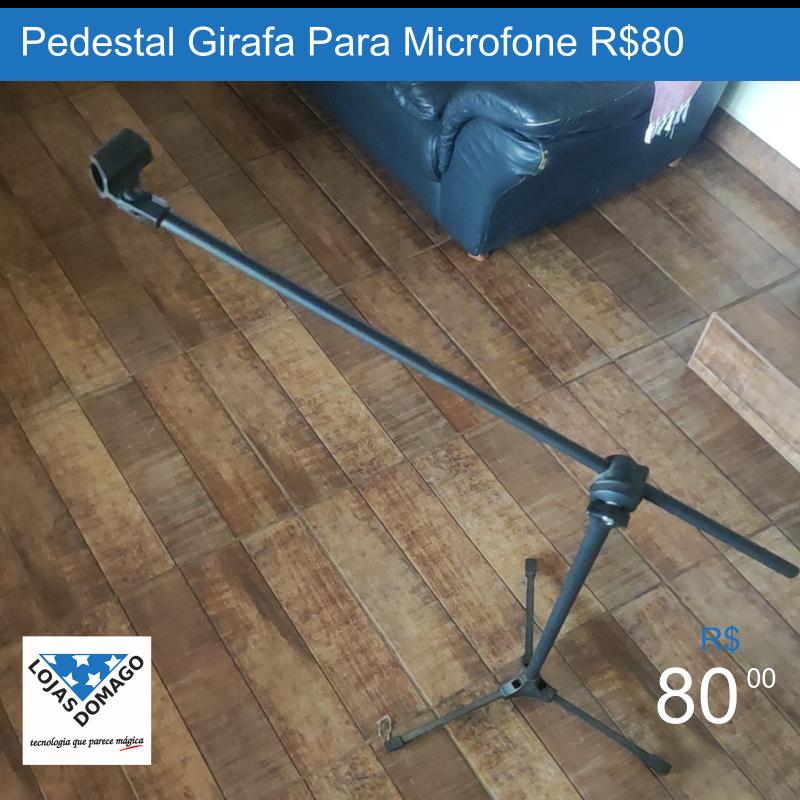 Pedestal Girafa Para Microfone R$80
R$
80 00
LOJAS
DOMAGO
tecnologia que parece mágica